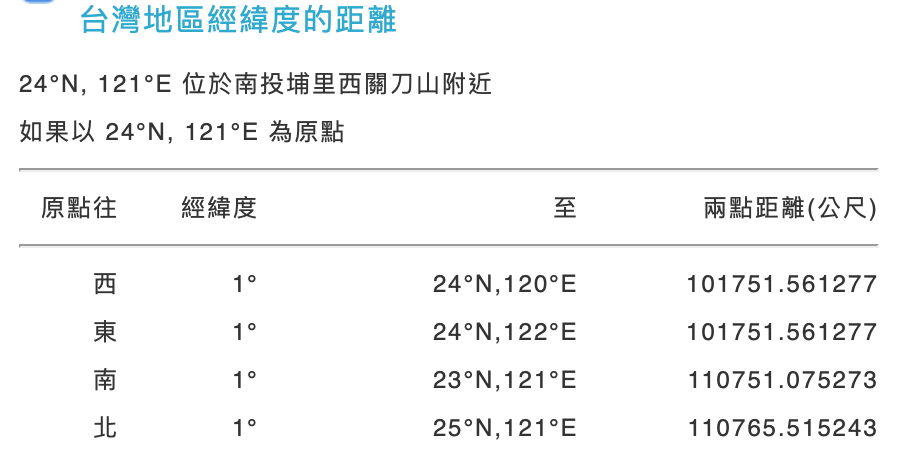 台灣地區經緯度的距離
24°N, 121°E 位於南投埔里西關刀山附近
如果以 24°N, 121°E 為原點
原點往 經緯度 至 兩點距離(公尺)
西 1° 24°N,120°E 101751.561277
東 1° 24°N,122°E 101751.561277
南 1° 23°N,121°E 110751.075273
北 1° 25°N,121°E 110765.515243